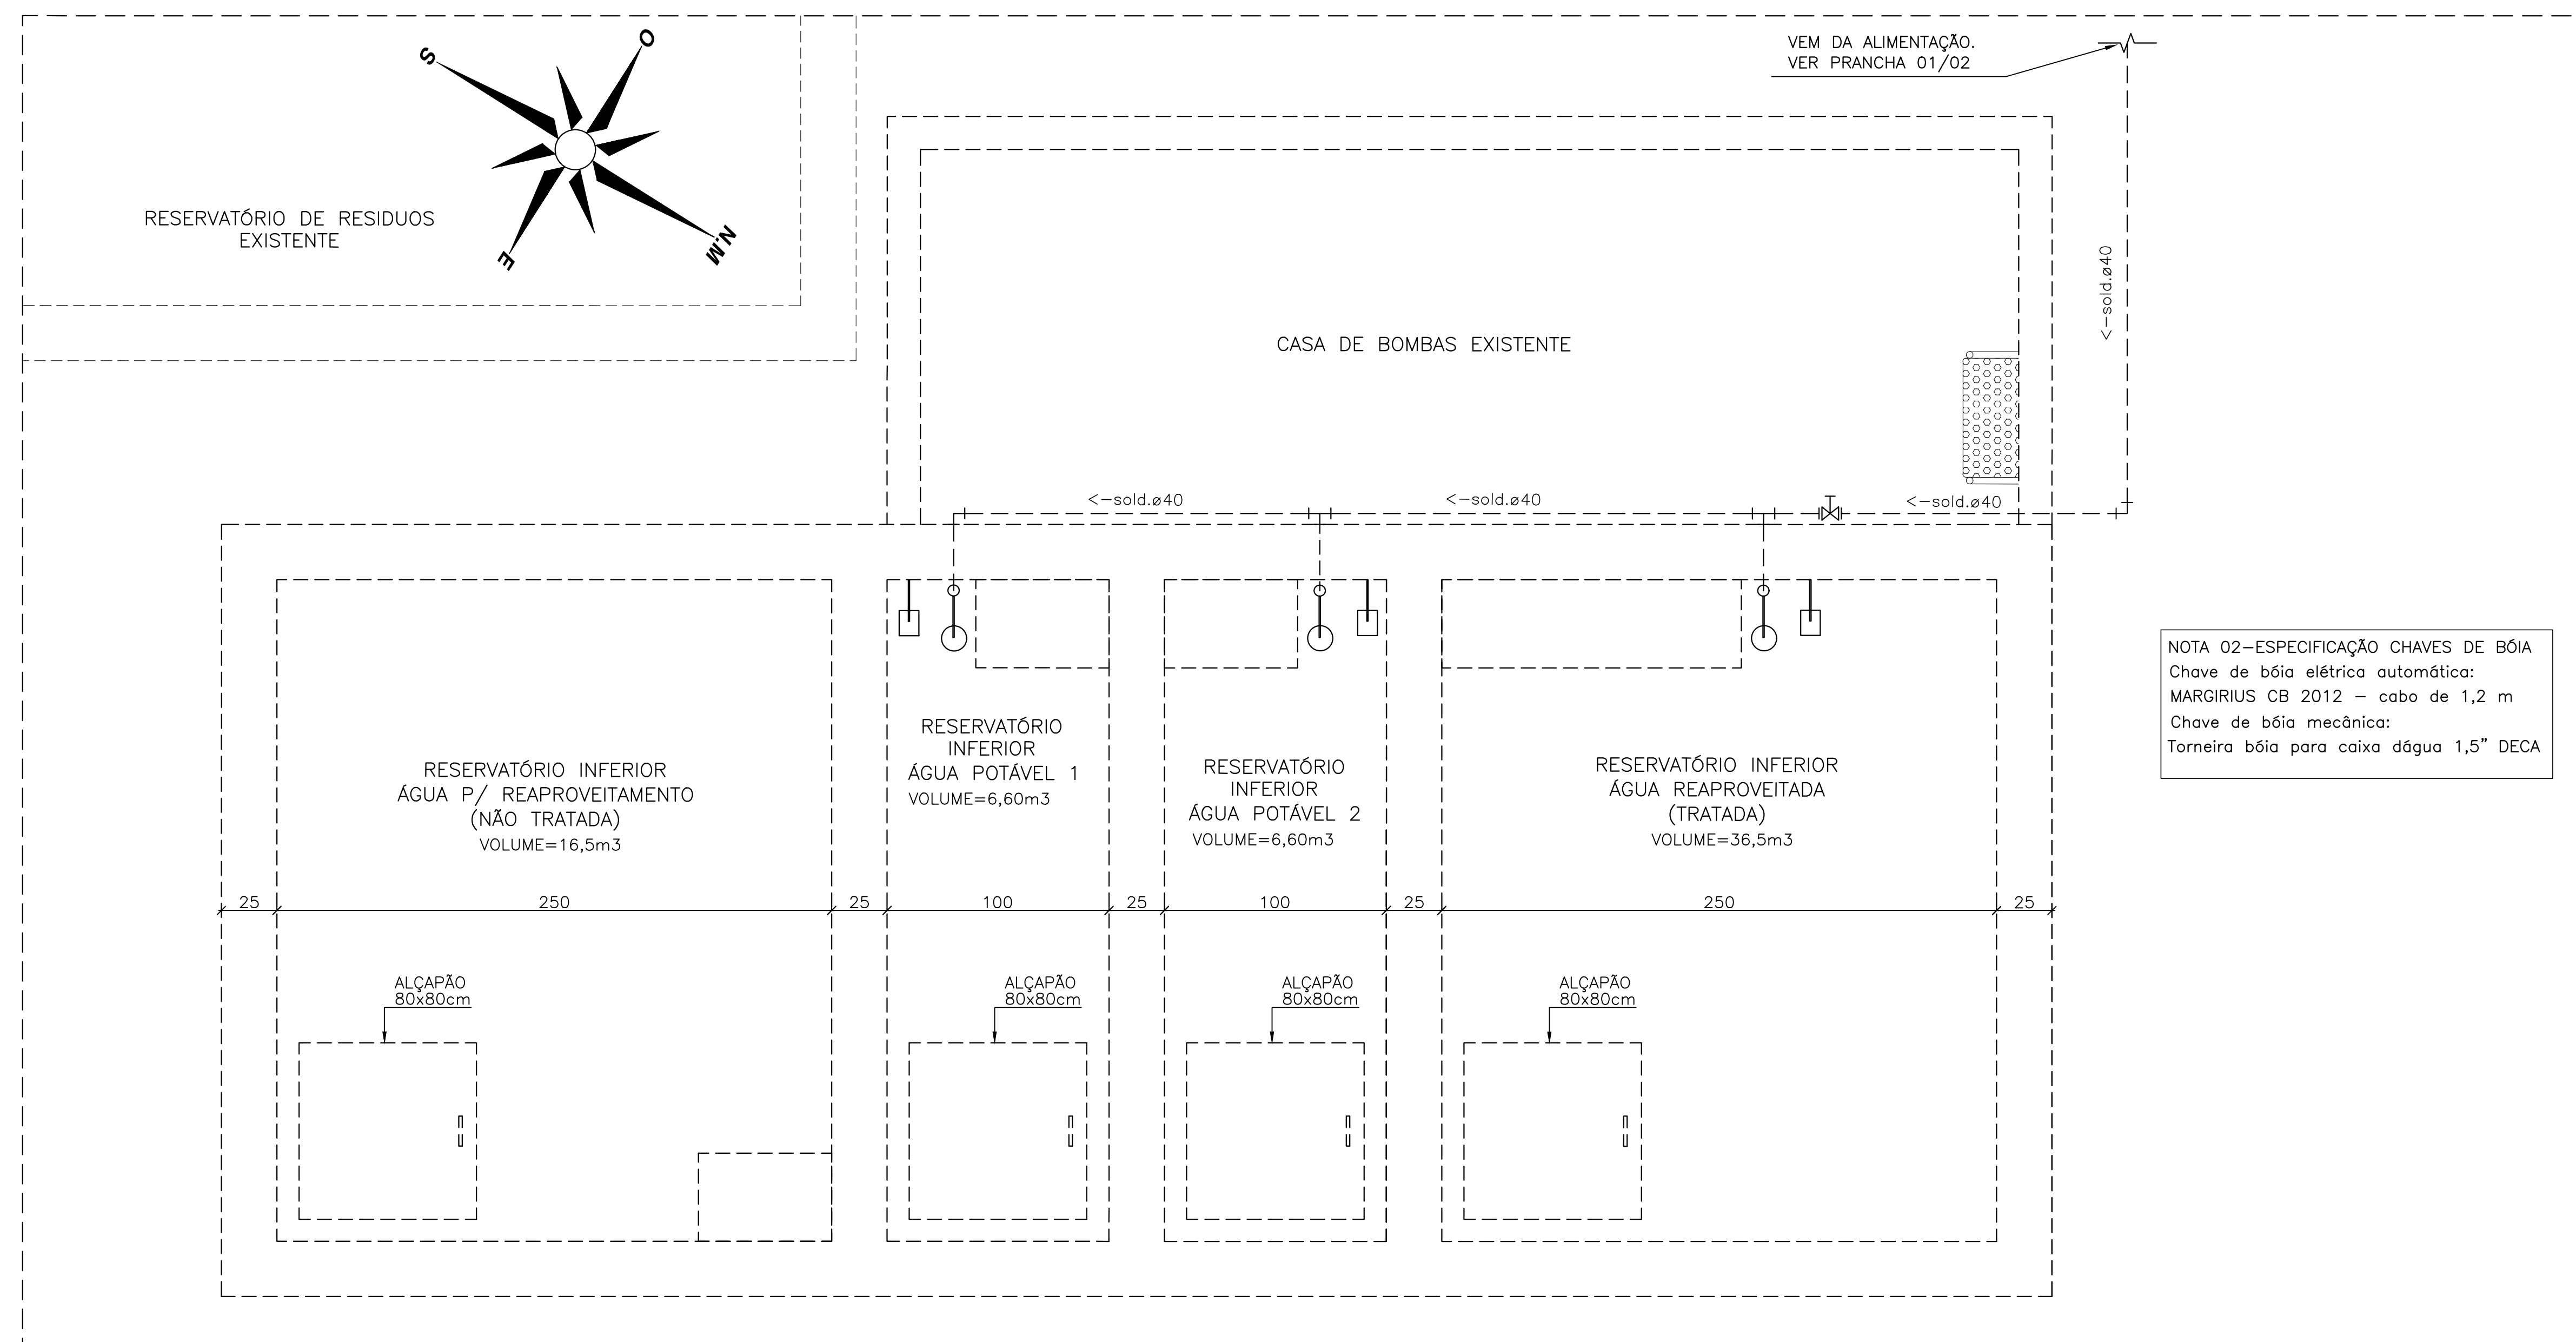 VEM DA ALIMENTAÇÃO.
VER PRANCHA 01/02
S
O
E
N.M
RESERVATÓRIO DE RESIDUOS
EXISTENTE
CASA DE BOMBAS EXISTENTE
<-sold.ø40
<-sold.ø40
<-sold.ø40
<-sold.ø40
NOTA 02-ESPECIFICAÇÃO CHAVES DE BÓIA
Chave de bóia elétrica automática:
MARGIRIUS CB 2012 - cabo de 1,2 m
Chave de bóia mecânica:
Torneira bóia para caixa dágua 1,5" DECA
RESERVATÓRIO INFERIOR
ÁGUA P/ REAPROVEITAMENTO
(NÃO TRATADA)
VOLUME=16,5m3
RESERVATÓRIO
INFERIOR
ÁGUA POTÁVEL 1
VOLUME=6,60m3
RESERVATÓRIO
INFERIOR
ÁGUA POTÁVEL 2
VOLUME=6,60m3
RESERVATÓRIO INFERIOR
ÁGUA REAPROVEITADA
(TRATADA)
VOLUME=36,5m3
25 250 25 100 25 100 25 250 25
ALÇAPÃO
80x80cm
ALÇAPÃO
80x80cm
ALÇAPÃO
80x80cm
ALÇAPÃO
80x80cm